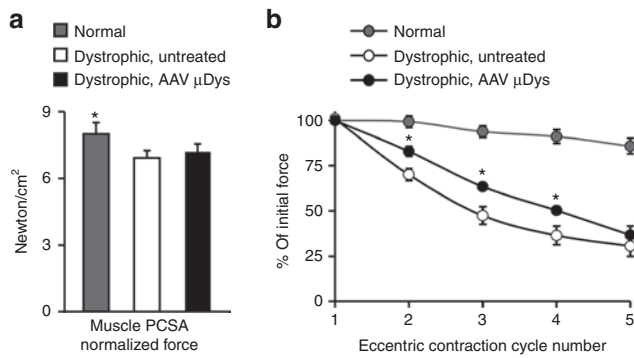 a
Normal
Dystrophic, untreated
Dystrophic, AAV µDys
9
6
3
0
Newton/cm²
*
Muscle PCSA
normalized force
b
Normal
Dystrophic, untreated
Dystrophic, AAV µDys
100
75
50
25
0
% Of initial force
*
*
*
1 2 3 4 5
Eccentric contraction cycle number